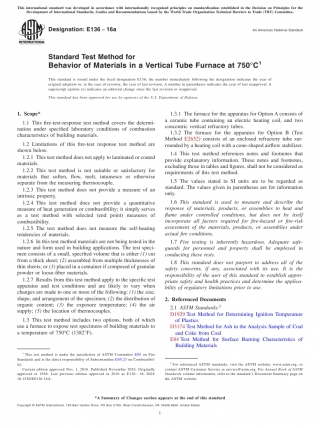 This international standard was developed in accordance with internationally recognized principles on standardization established in the Decision on Principles for the
Development of International Standards, Guides and Recommendations issued by the World Trade Organization Technical Barriers to Trade (TBT) Committee.
Designation: E136 − 16a
An American National Standard
INTERNATIONAL
Standard Test Method for
Behavior of Materials in a Vertical Tube Furnace at 750°C¹
This standard is issued under the fixed designation E136; the number immediately following the designation indicates the year of
original adoption or, in the case of revision, the year of last revision. A number in parentheses indicates the year of last reapproval. A
superscript epsilon (ε) indicates an editorial change since the last revision or reapproval.
This standard has been approved for use by agencies of the U.S. Department of Defense.
1. Scope*
1.1 This fire-test-response test method covers the determi-
nation under specified laboratory conditions of combustion
characteristics of building materials.
1.2 Limitations of this fire-test response test method are
shown below.
1.2.1 This test method does not apply to laminated or coated
materials.
1.2.2 This test method is not suitable or satisfactory for
materials that soften, flow, melt, intumesce or otherwise
separate from the measuring thermocouple.
1.2.3 This test method does not provide a measure of an
intrinsic property.
1.2.4 This test method does not provide a quantitative
measure of heat generation or combustibility; it simply serves
as a test method with selected (end point) measures of
combustibility.
1.2.5 The test method does not measure the self-heating
tendencies of materials.
1.2.6 In this test method materials are not being tested in the
nature and form used in building applications. The test speci-
men consists of a small, specified volume that is either (1) cut
from a thick sheet; (2) assembled from multiple thicknesses of
thin sheets; or (3) placed in a container if composed of granular
powder or loose-fiber materials.
1.2.7 Results from this test method apply to the specific test
apparatus and test conditions and are likely to vary when
changes are made to one or more of the following: (1) the size,
shape, and arrangement of the specimen; (2) the distribution of
organic content; (3) the exposure temperature; (4) the air
supply; (5) the location of thermocouples.
1.3 This test method includes two options, both of which
use a furnace to expose test specimens of building materials to
a temperature of 750°C (1382°F).
¹ This test method is under the jurisdiction of ASTM Committee E05 on Fire
Standards and is the direct responsibility of Subcommittee E05.23 on Combustibil-
ity.
Current edition approved Nov. 1, 2016. Published November 2016. Originally
approved in 1958. Last previous edition approved in 2016 as E136 – 16. DOI:
10.1520/E0136-16A.
1.3.1 The furnace for the apparatus for Option A consists of
a ceramic tube containing an electric heating coil, and two
concentric vertical refractory tubes.
1.3.2 The furnace for the apparatus for Option B (Test
Method E2652) consists of an enclosed refractory tube sur-
rounded by a heating coil with a cone-shaped airflow stabilizer.
1.4 This test method references notes and footnotes that
provide explanatory information. These notes and footnotes,
excluding those in tables and figures, shall not be considered as
requirements of this test method.
1.5 The values stated in SI units are to be regarded as
standard. The values given in parentheses are for information
only.
1.6 This standard is used to measure and describe the
response of materials, products, or assemblies to heat and
flame under controlled conditions, but does not by itself
incorporate all factors required for fire-hazard or fire-risk
assessment of the materials, products, or assemblies under
actual fire conditions.
1.7 Fire testing is inherently hazardous. Adequate safe-
guards for personnel and property shall be employed in
conducting these tests.
1.8 This standard does not purport to address all of the
safety concerns, if any, associated with its use. It is the
responsibility of the user of this standard to establish appro-
priate safety and health practices and determine the applica-
bility of regulatory limitations prior to use.
2. Referenced Documents
2.1 ASTM Standards:²
D1929 Test Method for Determining Ignition Temperature
of Plastics
D3174 Test Method for Ash in the Analysis Sample of Coal
and Coke from Coal
E84 Test Method for Surface Burning Characteristics of
Building Materials
² For referenced ASTM standards, visit the ASTM website, www.astm.org, or
contact ASTM Customer Service at service@astm.org. For Annual Book of ASTM
Standards volume information, refer to the standard's Document Summary page on
the ASTM website.
*A Summary of Changes section appears at the end of this standard
Copyright © ASTM International, 100 Barr Harbor Drive, PO Box C700, West Conshohocken, PA 19428-2959. United States
1